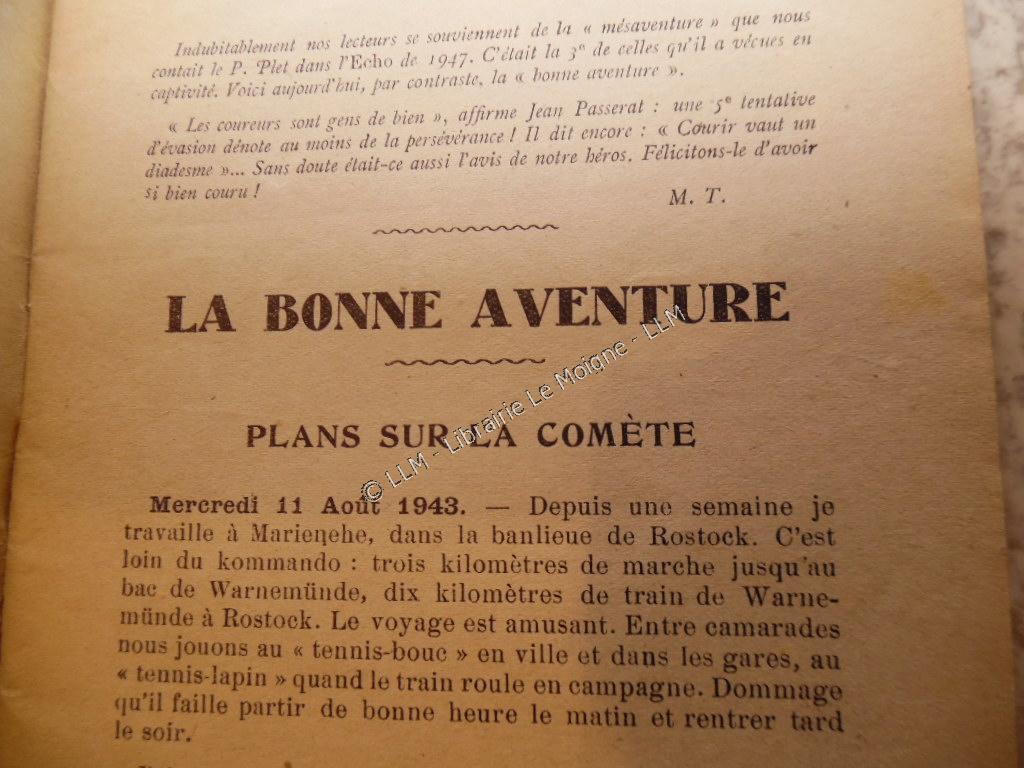 Indubitablement nos lecteurs se souviennent de la « mésaventure » que nous
contait le P. Plet dans l'Echo de 1947. C'était la 3e de celles qu'il a vécues en
captivité. Voici aujourd'hui, par contraste, la « bonne aventure ».
« Les coureurs sont gens de bien », affirme Jean Passerat : une 5e tentative
d'évasion dénote au moins de la persévérance ! Il dit encore : « Courir vaut un
diadesme »... Sans doute était-ce aussi l'avis de notre héros. Félicitons-le d'avoir
si bien couru !
M. T.
LA BONNE AVENTURE
PLANS SUR LA COMÈTE
© LLM - Librairie Le Moigne - LLM
Mercredi 11 Août 1943. — Depuis une semaine je
travaille à Marienehe, dans la banlieue de Rostock. C'est
loin du kommando : trois kilomètres de marche jusqu'au
bac de Warnemünde, dix kilomètres de train de Warne-
münde à Rostock. Le voyage est amusant. Entre camarades
nous jouons au « tennis-bouc » en ville et dans les gares, au
« tennis-lapin » quand le train roule en campagne. Dommage
qu'il faille partir de bonne heure le matin et rentrer tard
le soir.